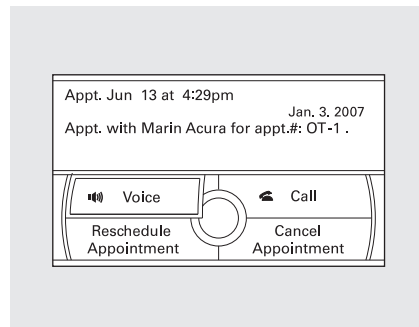 Appt. Jun 13 at 4:29pm
Jan. 3. 2007
Appt. with Marin Acura for appt.#: OT-1 .
Voice
Call
Reschedule
Appointment
Cancel
Appointment